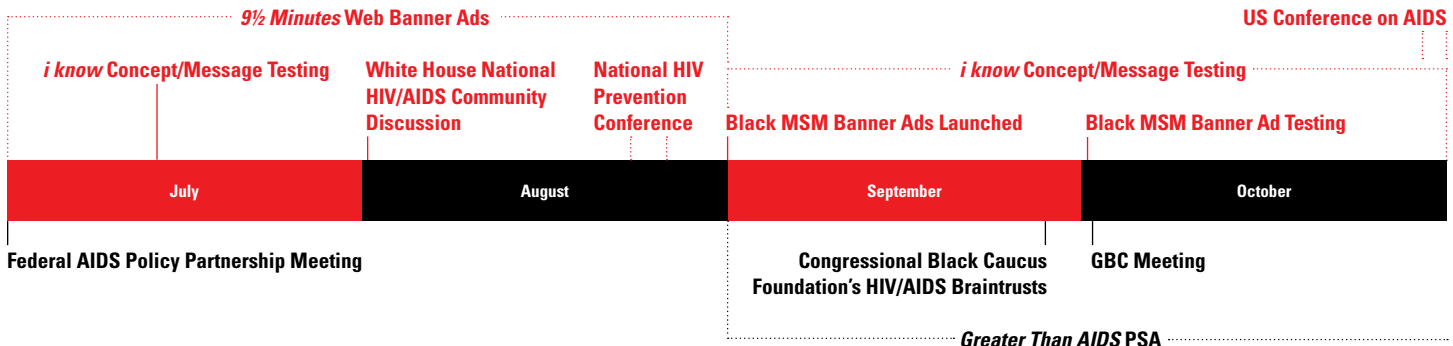 9½ Minutes Web Banner Ads
US Conference on AIDS
i know Concept/Message Testing
White House National
HIV/AIDS Community
Discussion
National HIV
Prevention
Conference
i know Concept/Message Testing
Black MSM Banner Ads Launched
Black MSM Banner Ad Testing
July
August
September
October
Federal AIDS Policy Partnership Meeting
Congressional Black Caucus
Foundation's HIV/AIDS Braintrusts
GBC Meeting
Greater Than AIDS PSA